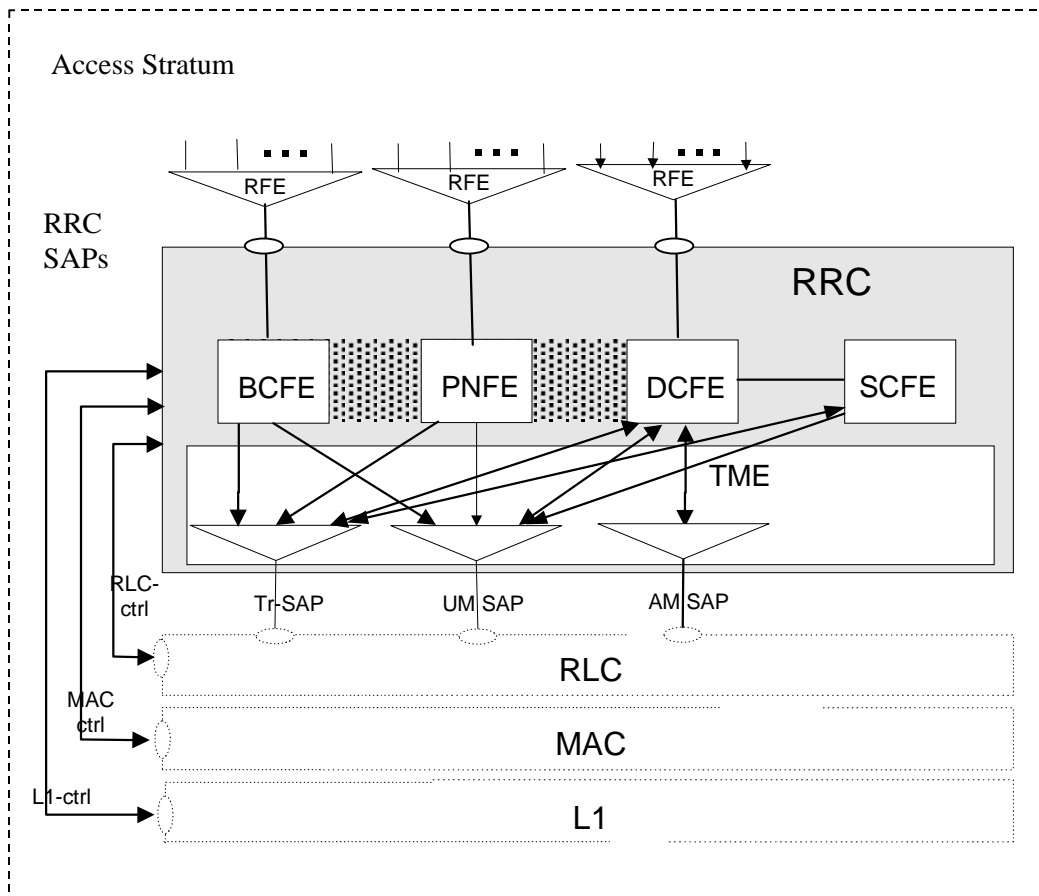 Access Stratum
RFE
RFE
RFE
RRC
SAPs
RRC
BCFE
PNFE
DCFE
SCFE
TME
RLC-
ctrl
Tr-SAP
UM SAP
AM SAP
RLC
MAC
ctrl
MAC
L1-ctrl
L1